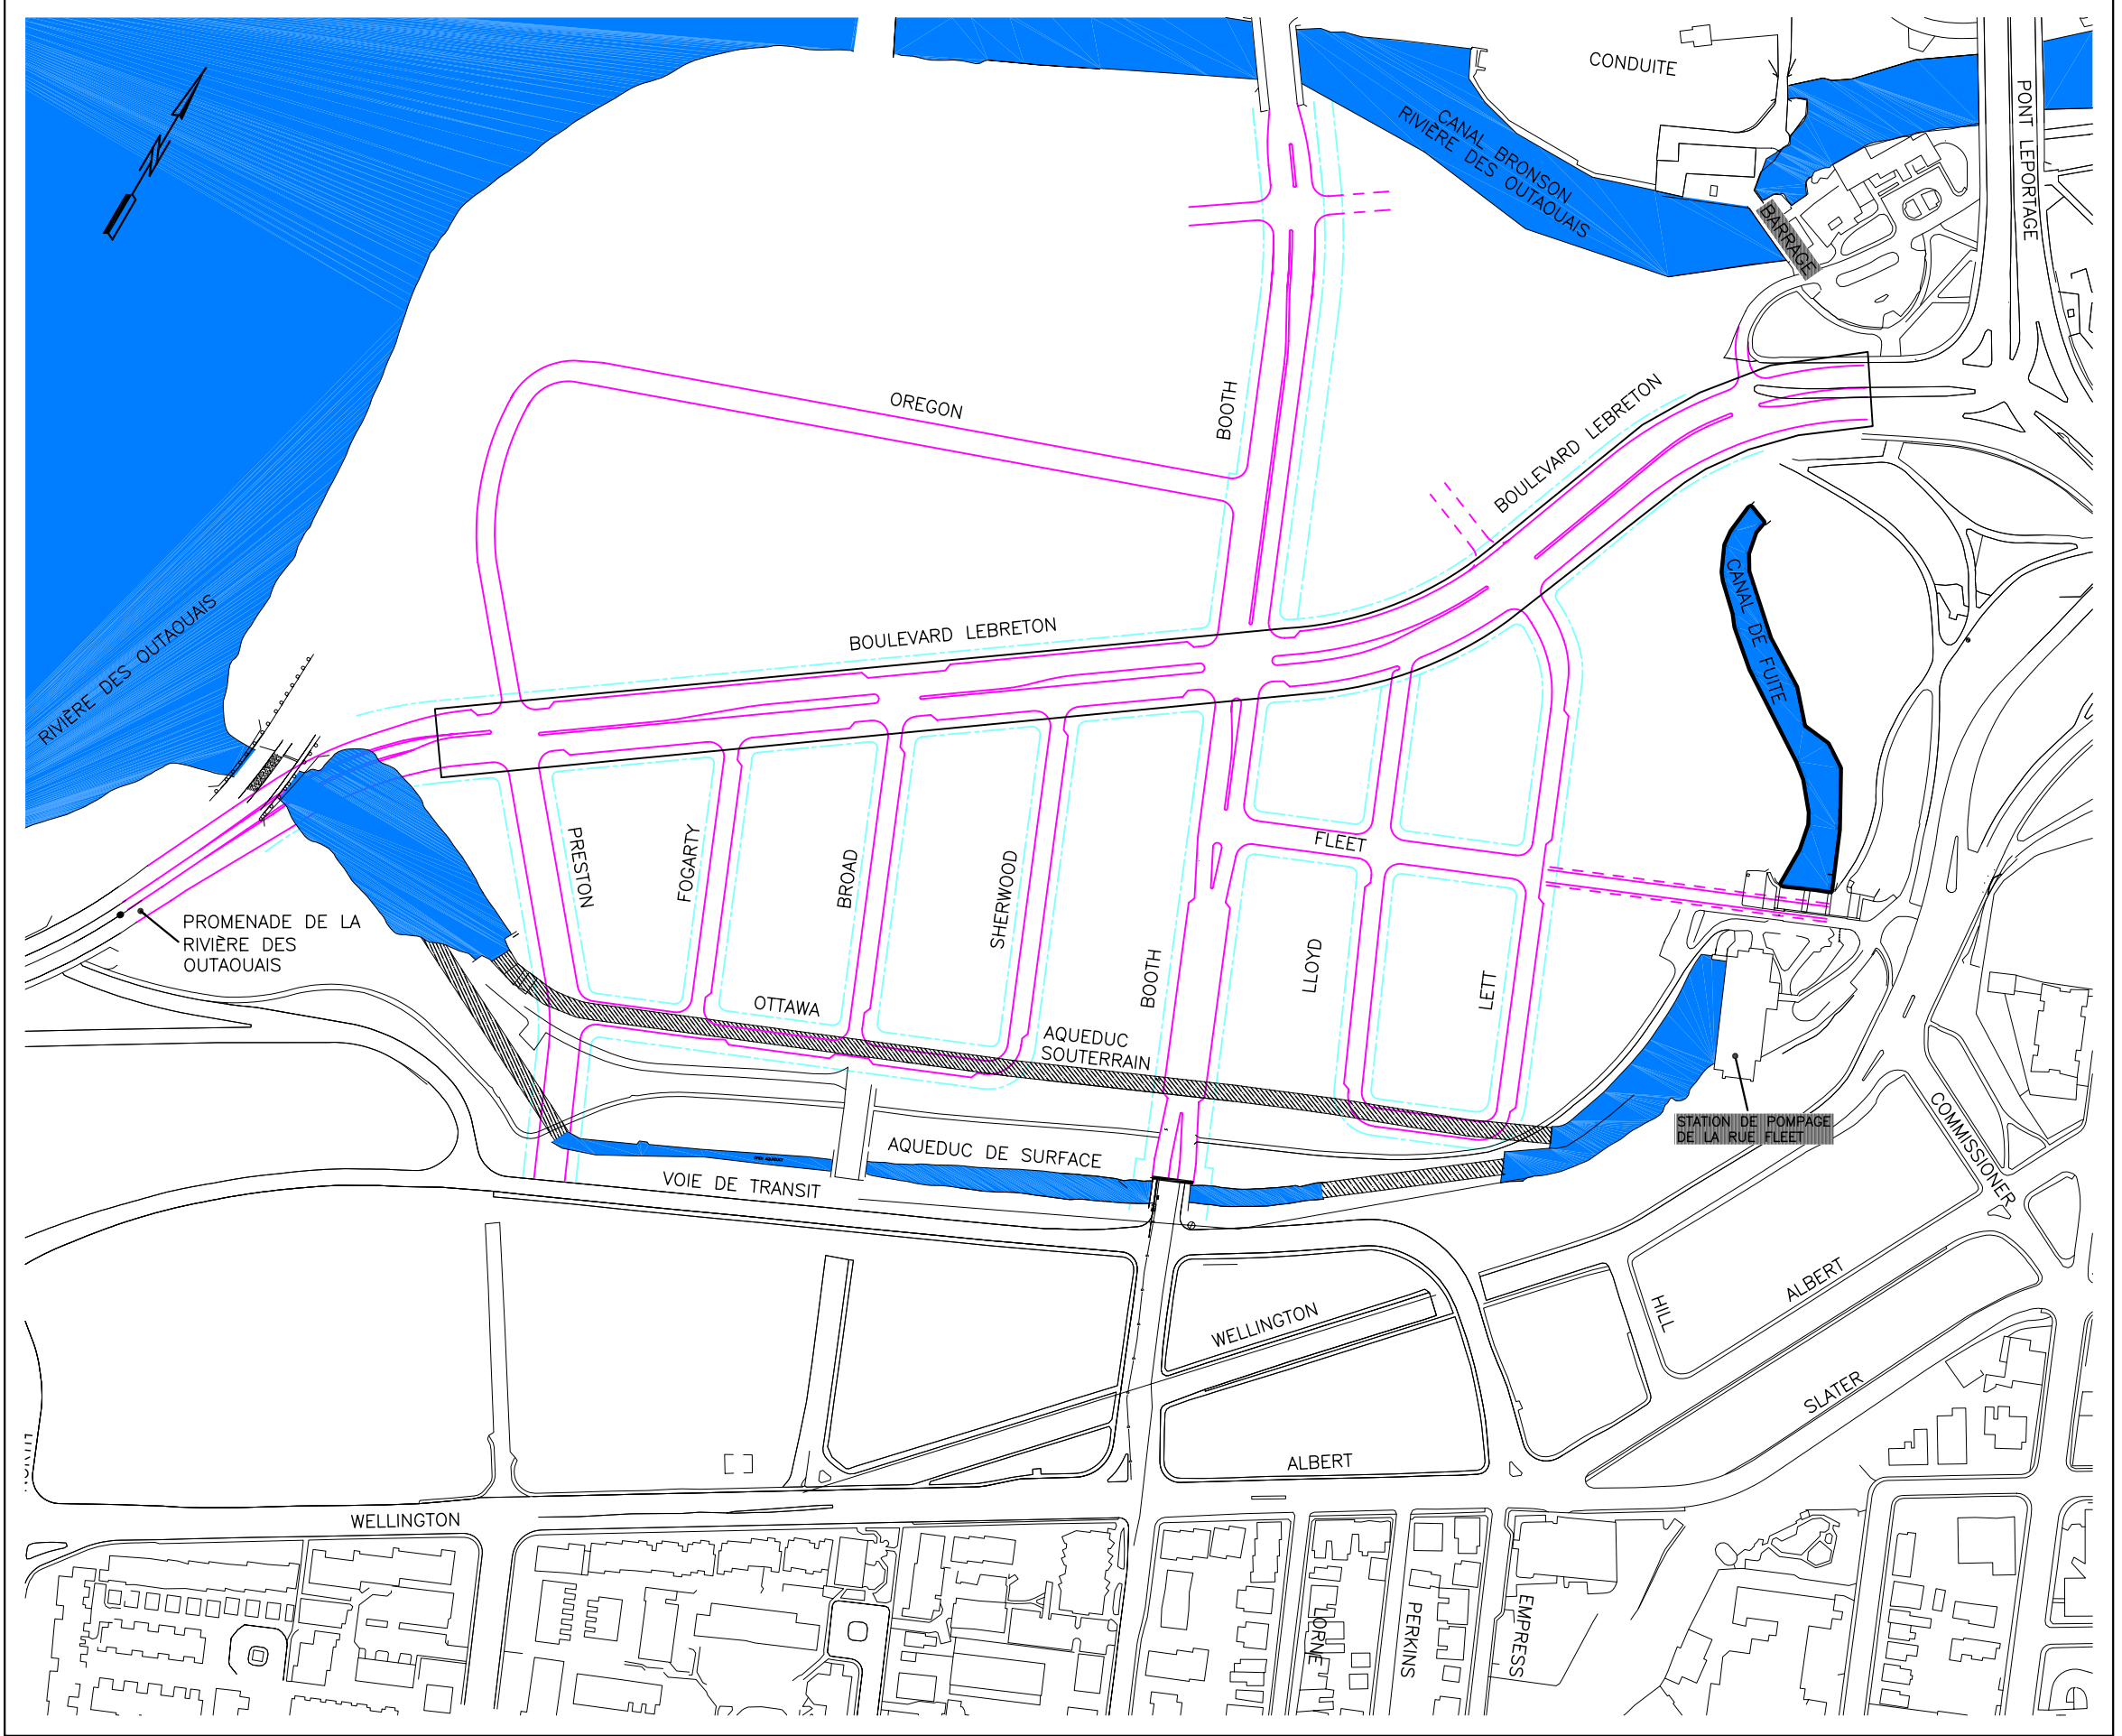 CONDUITE
PONT LEPORTAGE
CANAL BRONSON
RIVIÈRE DES OUTAOUAIS
BARRAGE
N
OREGON
BOOTH
BOULEVARD LEBRETON
CANAL DE FUITE
RIVIÈRE DES OUTAOUAIS
BOULEVARD LEBRETON
PRESTON
FOGARTY
BROAD
SHERWOOD
FLEET
PROMENADE DE LA
RIVIÈRE DES
OUTAOUAIS
BOOTH
LLOYD
LETT
OTTAWA
AQUEDUC
SOUTERRAIN
STATION DE POMPAGE
DE LA RUE FLEET
COMMISSIONER
AQUEDUC DE SURFACE
VOIE DE TRANSIT
WELLINGTON
HILL
ALBERT
SLATER
ALBERT
WELLINGTON
LORNE
PERKINS
EMPRESS